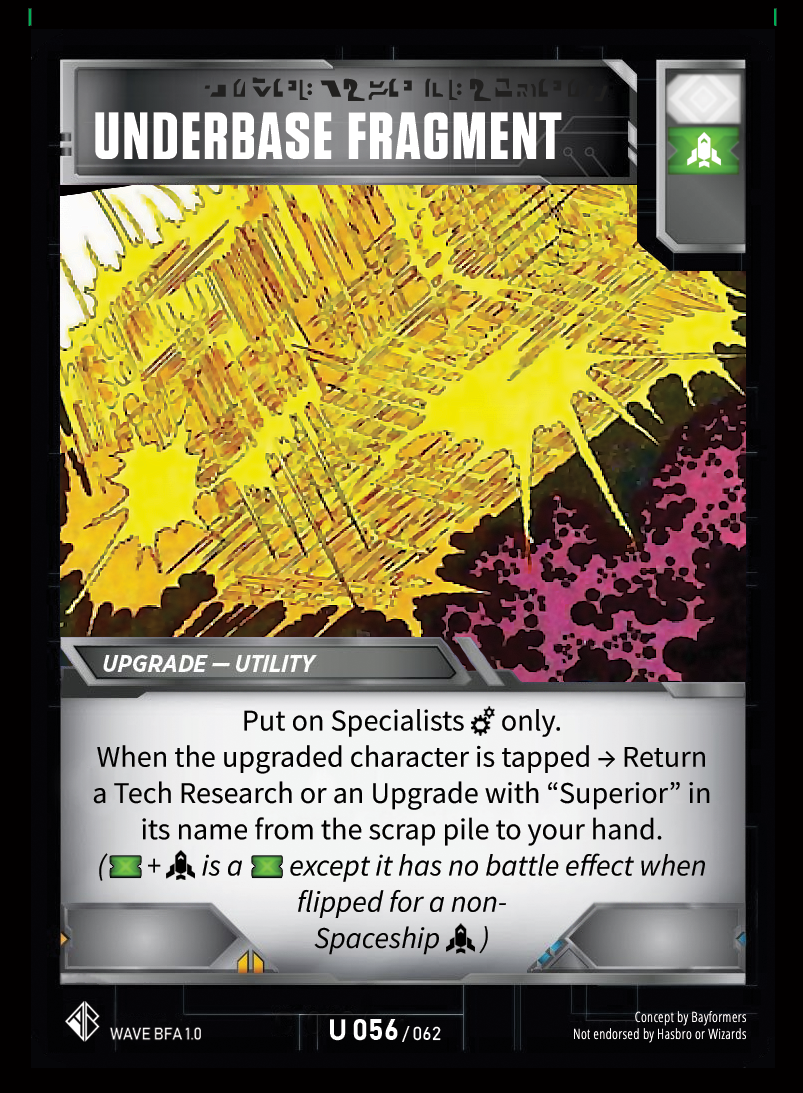 UNDERBASE FRAGMENT
UPGRADE — UTILITY
Put on Specialists only.
When the upgraded character is tapped → Return
a Tech Research or an Upgrade with “Superior” in
its name from the scrap pile to your hand.
( + is a except it has no battle effect when
flipped for a non-
Spaceship )
WAVE BFA 1.0
U 056 / 062
Concept by Bayformers
Not endorsed by Hasbro or Wizards